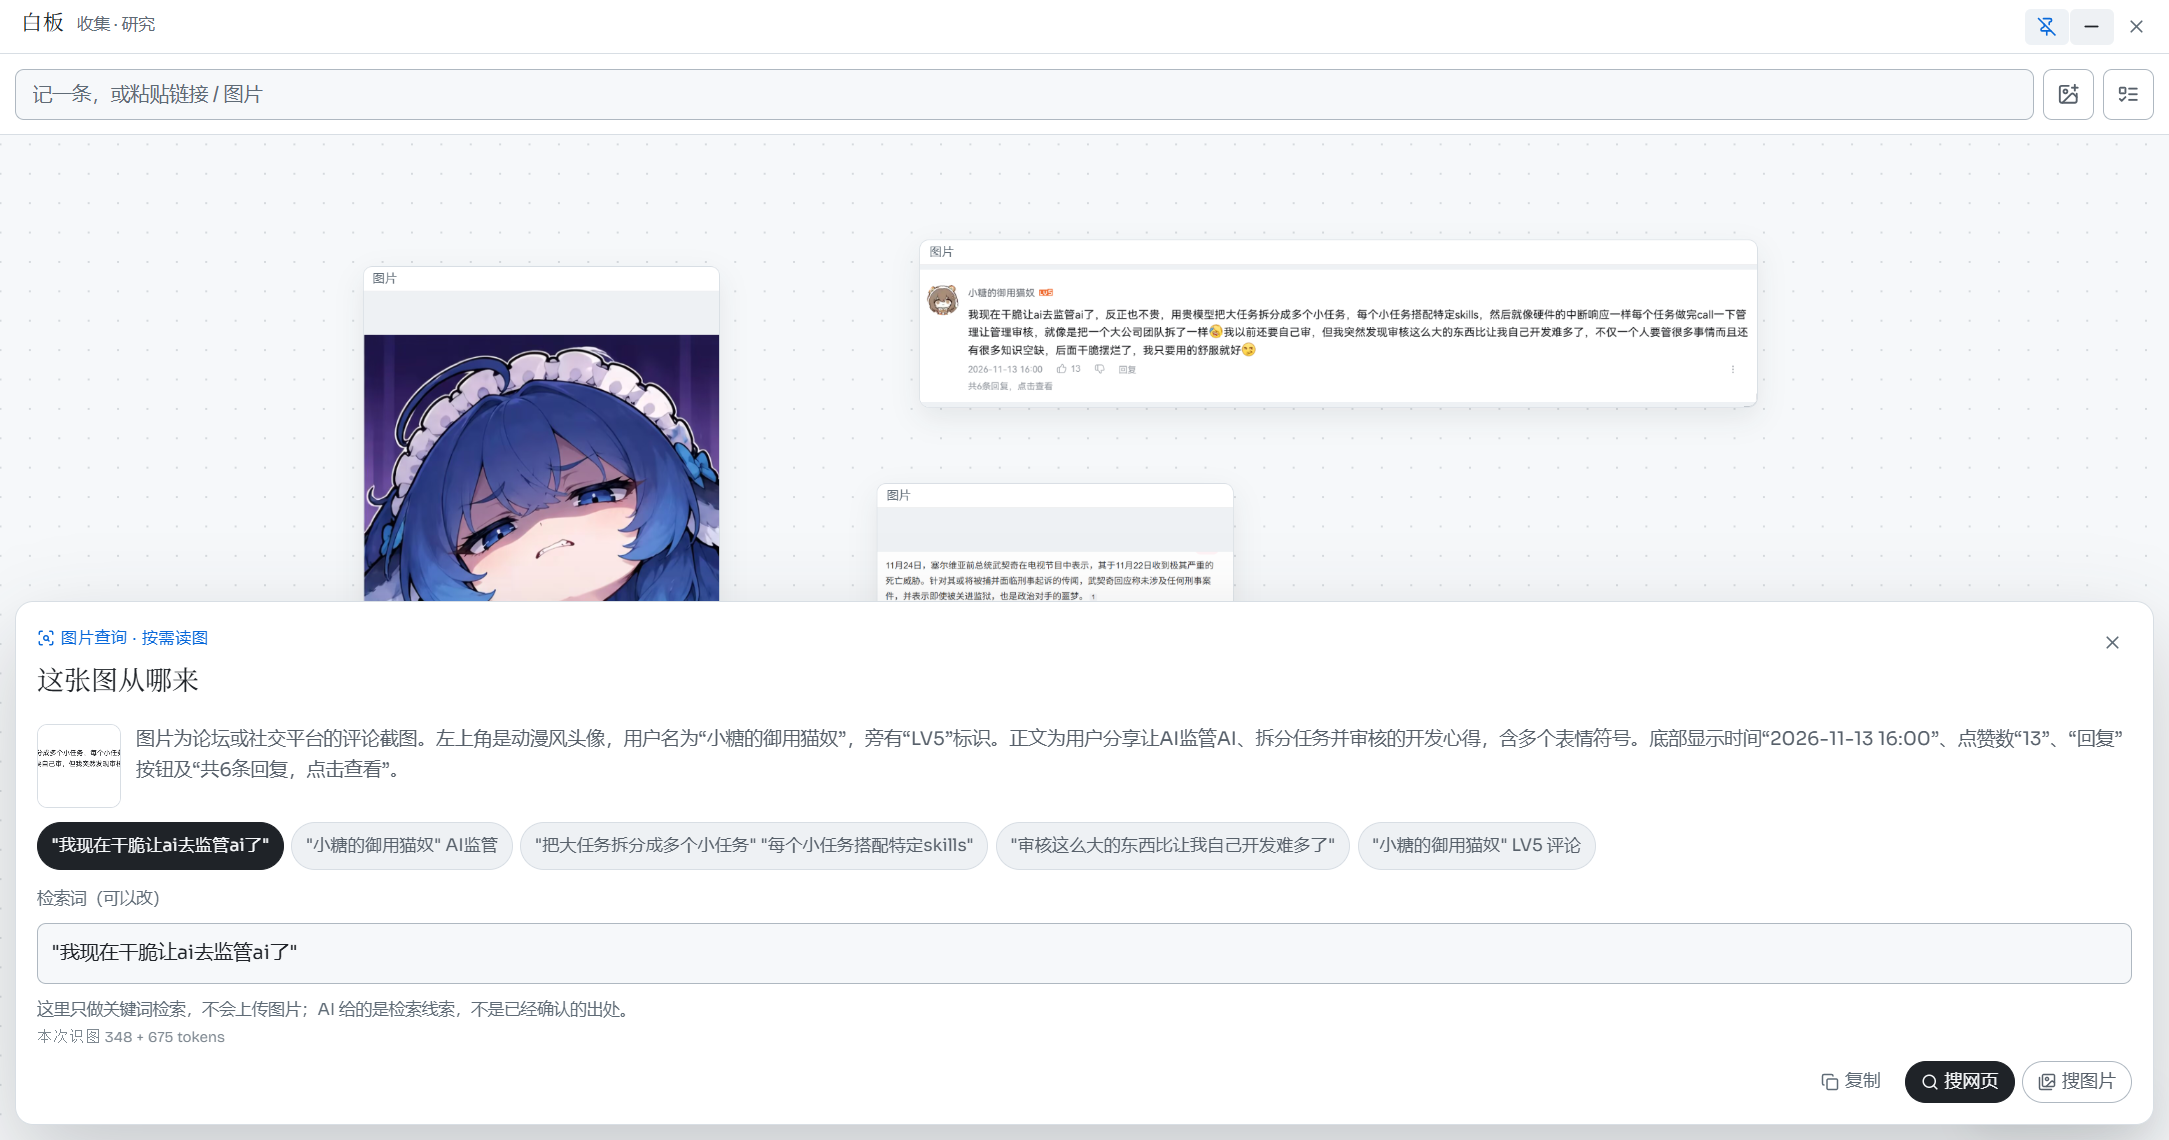 白板 收集 · 研究
记一条，或粘贴链接 / 图片
图片
图片
小糖的御用猫奴 LV5
我现在干脆让ai去监管ai了，反正也不贵，用贵模型把大任务拆分成多个小任务，每个小任务搭配特定skills，然后就像硬件的中断响应一样每个任务做完call一下管
理让管理审核，就像是把一个大公司团队拆了一样我以前还要自己审，但我突然发现审核这么大的东西比让我自己开发难多了，不仅一个人要管很多事情而且还
有很多知识空缺，后面干脆摆烂了，我只要用的舒服就好
2026-11-13 16:00 13 回复
共6条回复，点击查看
图片
11月24日，塞尔维亚前总统武契奇在电视节目中表示，其于11月22日收到极其严重的
死亡威胁。针对其或将被捕并面临刑事起诉的传闻，武契奇回应称未涉及任何刑事案
件，并表示即使被关进监狱，也是政治对手的噩梦。 1
图片查询 · 按需读图
这张图从哪来
分成多个小任务，每个小任
自己审，但我突然发现审核
图片为论坛或社交平台的评论截图。左上角是动漫风头像，用户名为“小糖的御用猫奴”，旁有“LV5”标识。正文为用户分享让AI监管AI、拆分任务并审核的开发心得，含多个表情符号。底部显示时间“2026-11-13 16:00”、点赞数“13”、“回复”
按钮及“共6条回复，点击查看”。
"我现在干脆让ai去监管ai了" "小糖的御用猫奴" AI监管 "把大任务拆分成多个小任务" "每个小任务搭配特定skills" "审核这么大的东西比让我自己开发难多了" "小糖的御用猫奴" LV5 评论
检索词（可以改）
"我现在干脆让ai去监管ai了"
这里只做关键词检索，不会上传图片；AI 给的是检索线索，不是已经确认的出处。
本次识图 348 + 675 tokens
复制 搜网页 搜图片